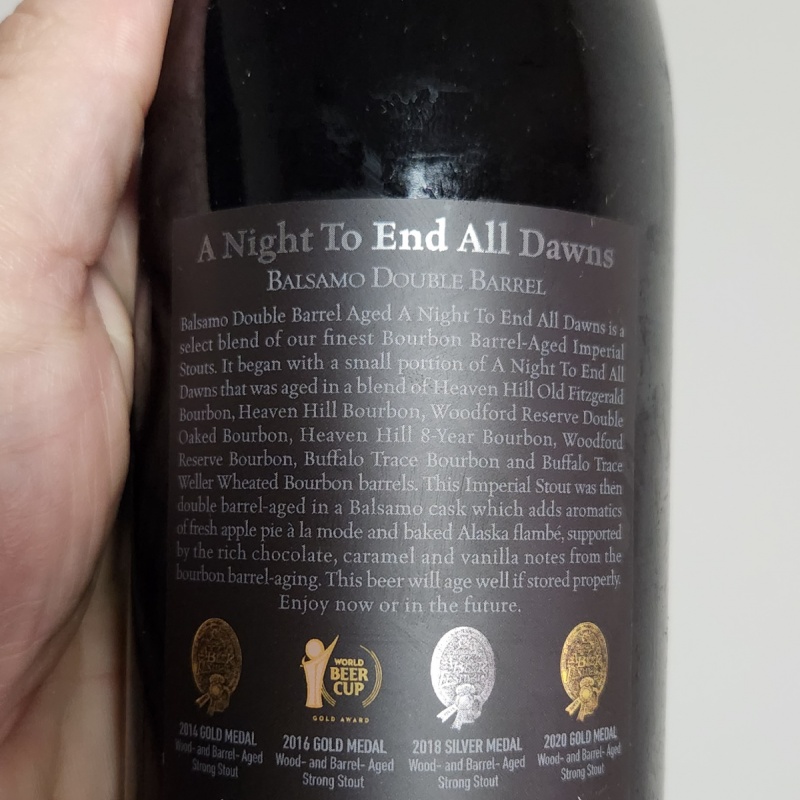 A Night To End All Dawns
BALSAMO DOUBLE BARREL
Balsamo Double Barrel Aged A Night To End All Dawns is a
select blend of our finest Bourbon Barrel-Aged Imperial
Stouts. It began with a small portion of A Night To End All
Dawns that was aged in a blend of Heaven Hill Old Fitzgerald
Bourbon, Heaven Hill Bourbon, Woodford Reserve Double
Oaked Bourbon, Heaven Hill 8-Year Bourbon, Woodford
Reserve Bourbon, Buffalo Trace Bourbon and Buffalo Trace
Weller Wheated Bourbon barrels. This Imperial Stout was then
double barrel-aged in a Balsamo cask which adds aromatics
of fresh apple pie à la mode and baked Alaska flambé, supported
by the rich chocolate, caramel and vanilla notes from the
bourbon barrel-aging. This beer will age well if stored properly.
Enjoy now or in the future.
WORLD
BEER
CUP
GOLD AWARD
2014 GOLD MEDAL
Wood- and Barrel- Aged
Strong Stout
2016 GOLD MEDAL
Wood- and Barrel- Aged
Strong Stout
2018 SILVER MEDAL
Wood- and Barrel- Aged
Strong Stout
2020 GOLD MEDAL
Wood- and Barrel- Aged
Strong Stout